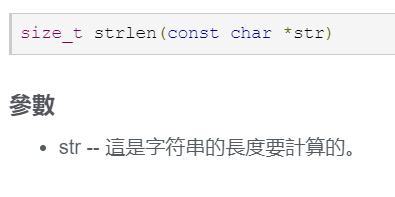 size_t strlen(const char *str)
參數
• str -- 這是字符串的長度要計算的。